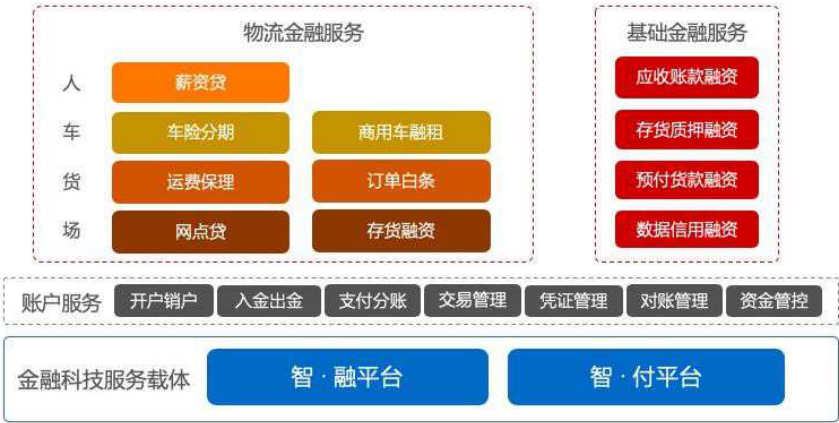 物流金融服务
人 薪资贷
车 车险分期 商用车融租
货 运费保理 订单白条
场 网点贷 存货融资
基础金融服务
应收账款融资
存货质押融资
预付货款融资
数据信用融资
账户服务 开户销户 入金出金 支付分账 交易管理 凭证管理 对账管理 资金管控
金融科技服务载体 智·融平台 智·付平台